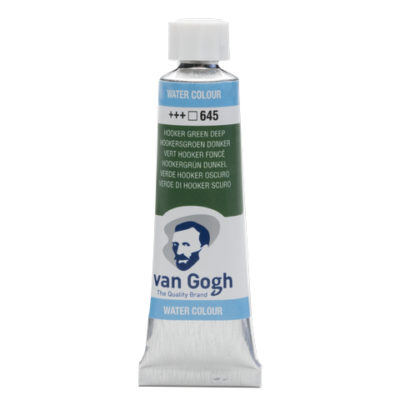 WATER COLOUR
+++ □ 645
HOOKER GREEN DEEP
HOOKERSGROEN DONKER
VERT HOOKER FONCÉ
HOOKERGRÜN DUNKEL
VERDE HOOKER OSCURO
VERDE DI HOOKER SCURO
van Gogh
The Quality Brand
WATER COLOUR